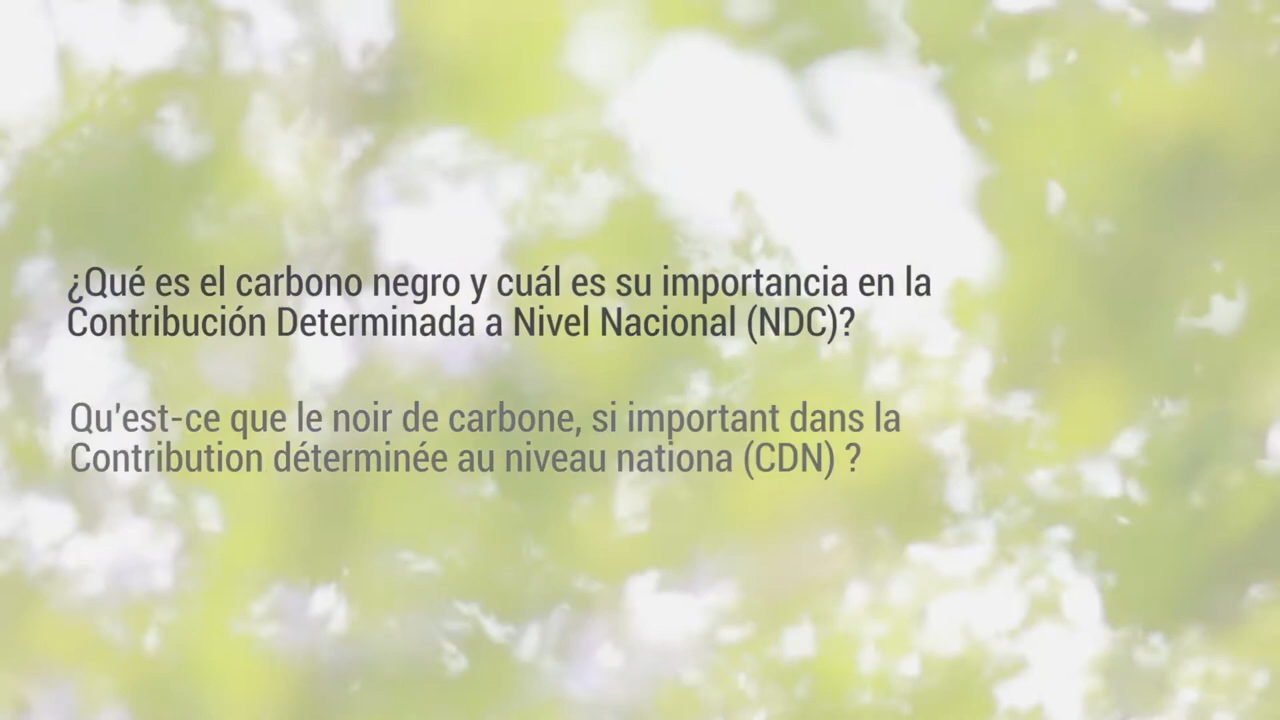 ¿Qué es el carbono negro y cuál es su importancia en la
Contribución Determinada a Nivel Nacional (NDC)?
Qu'est-ce que le noir de carbone, si important dans la
Contribution déterminée au niveau nationa (CDN) ?